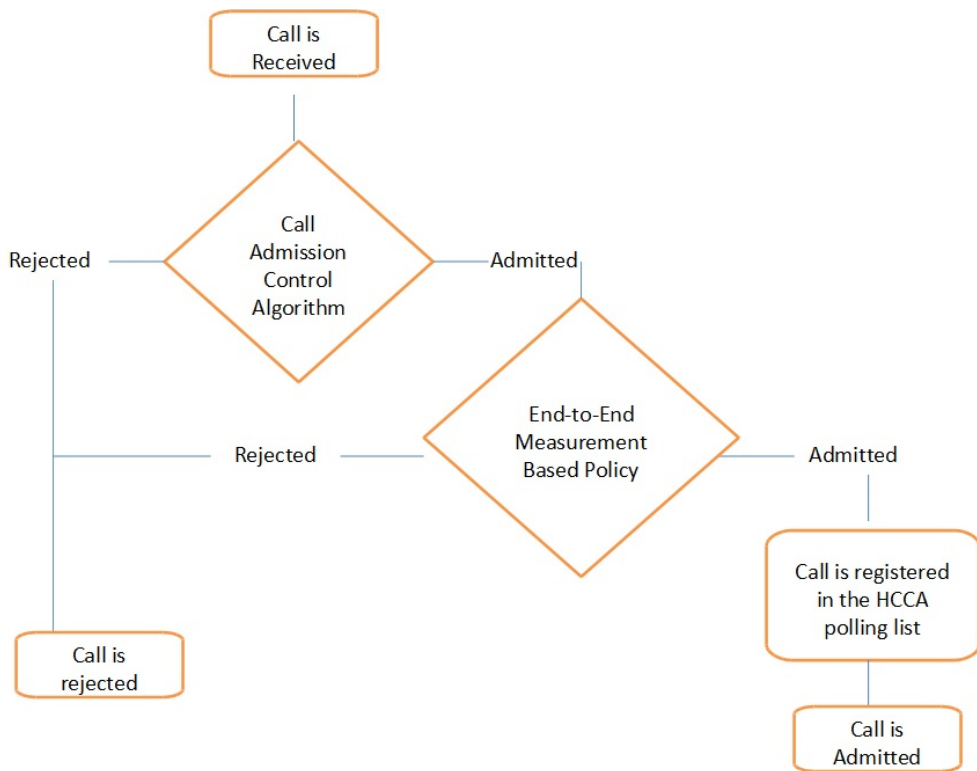 Call is
Received
Call
Admission
Control
Algorithm
Rejected
Admitted
End-to-End
Measurement
Based Policy
Rejected
Admitted
Call is registered
in the HCCA
polling list
Call is
rejected
Call is
Admitted